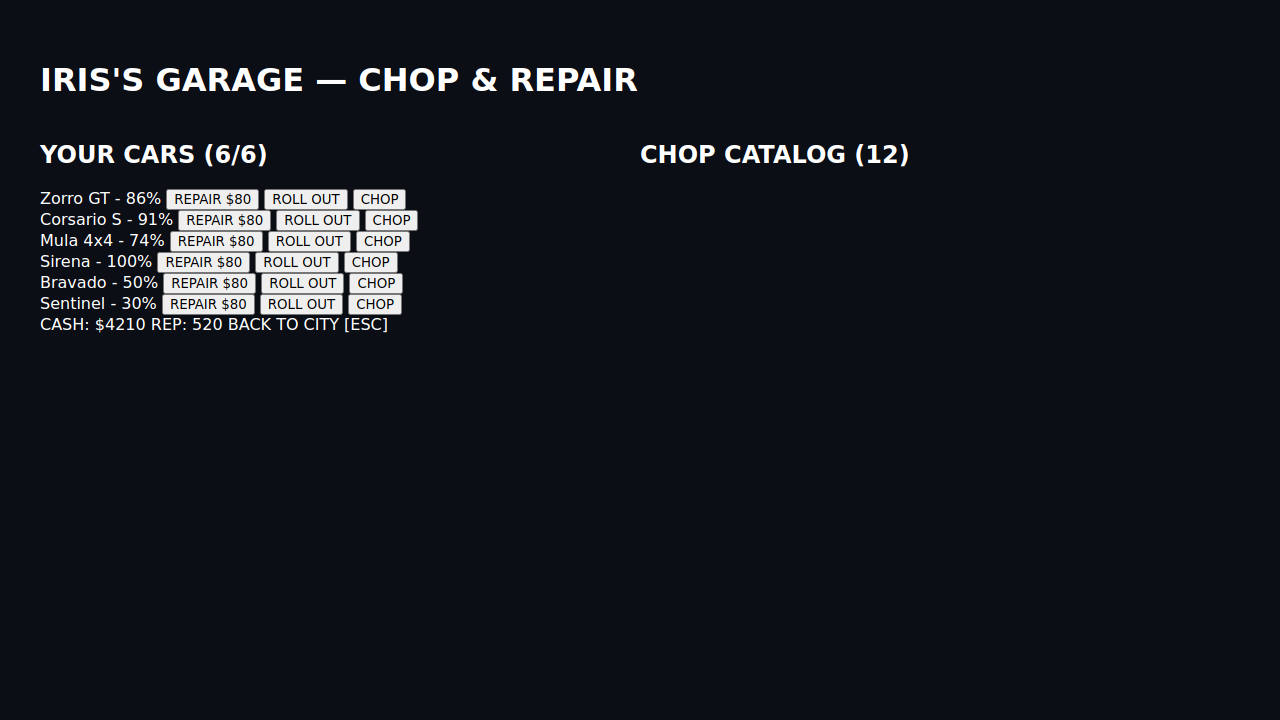 IRIS'S GARAGE — CHOP & REPAIR
YOUR CARS (6/6)
Zorro GT - 86% REPAIR $80 ROLL OUT CHOP
Corsario S - 91% REPAIR $80 ROLL OUT CHOP
Mula 4x4 - 74% REPAIR $80 ROLL OUT CHOP
Sirena - 100% REPAIR $80 ROLL OUT CHOP
Bravado - 50% REPAIR $80 ROLL OUT CHOP
Sentinel - 30% REPAIR $80 ROLL OUT CHOP
CASH: $4210 REP: 520 BACK TO CITY [ESC]
CHOP CATALOG (12)